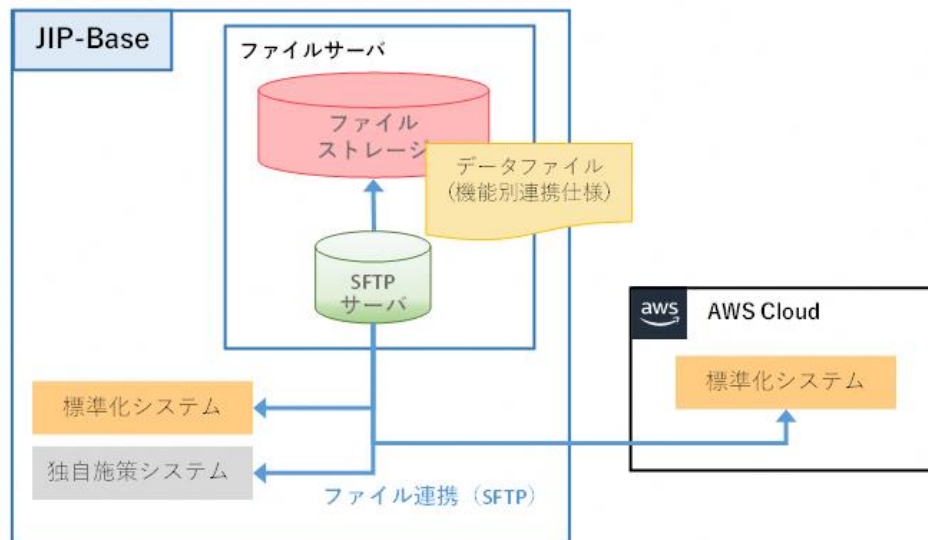 JIP-Base
ファイルサーバ
ファイル
ストレージ
データファイル
(機能別連携仕様)
SFTP
サーバ
aws
AWS Cloud
標準化システム
標準化システム
独自施策システム
ファイル連携（SFTP）